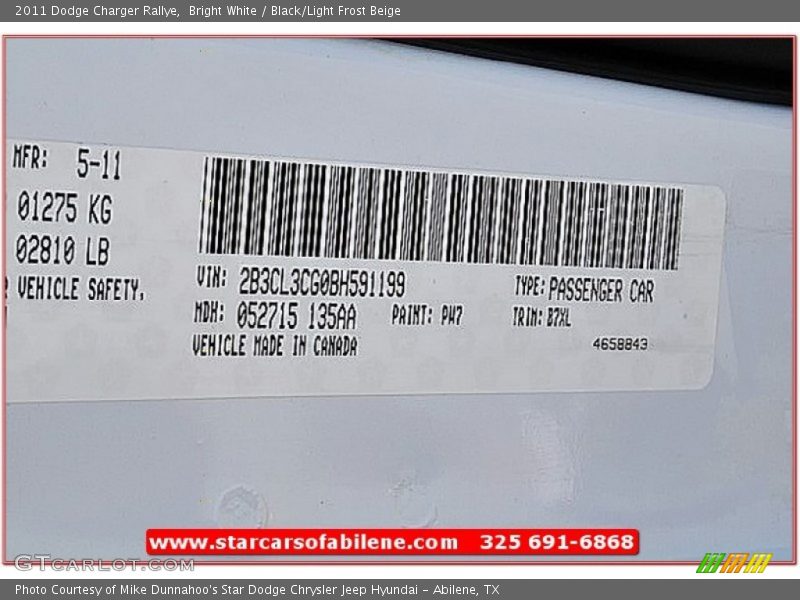 2011 Dodge Charger Rallye,  Bright White / Black/Light Frost Beige
MFR: 5-11
01275 KG
02810 LB
VEHICLE SAFETY.
VIN: 2B3CL3CG0BH591199
TYPE: PASSENGER CAR
MDH: 052715 135AA
PAINT: PW7
TRIM: B7XL
VEHICLE MADE IN CANADA
4658843
www.starcarsofabilene.com 325 691-6868
GTcarlot.com
Photo Courtesy of Mike Dunnahoo's Star Dodge Chrysler Jeep Hyundai – Abilene, TX